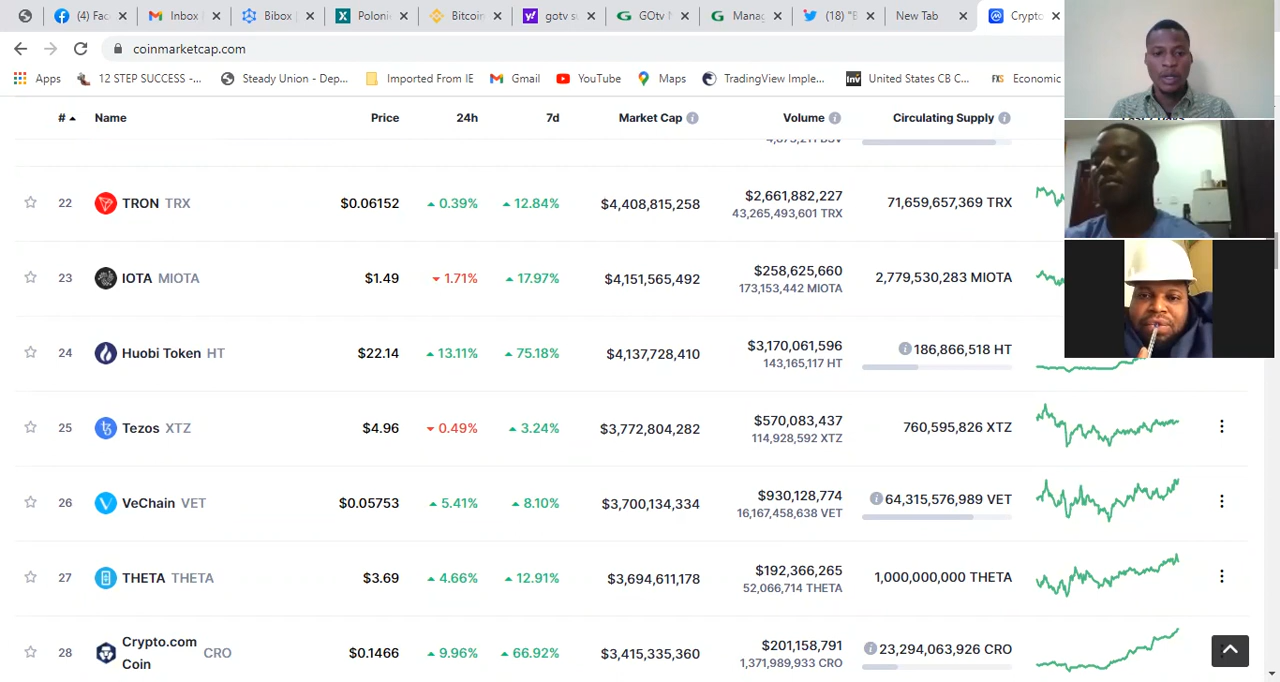 (4) Fac
Inbox (
Bibox |
Poloni
Bitcoin
gotv su
GOtv N
Mana
(18) "B
New Tab
Crypto
coinmarketcap.com
Apps
12 STEP SUCCESS -...
Steady Union - Dep...
Imported From IE
Gmail
YouTube
Maps
TradingView Imple...
Inv
United States CB C...
FXS
Economic
# Name Price 24h 7d Market Cap Volume Circulating Supply
22 TRON TRX $0.06152 0.39% 12.84% $4,408,815,258 $2,661,882,227 71,659,657,369 TRX
43,265,493,601 TRX
23 IOTA MIOTA $1.49 1.71% 17.97% $4,151,565,492 $258,625,660 2,779,530,283 MIOTA
173,153,442 MIOTA
24 Huobi Token HT $22.14 13.11% 75.18% $4,137,728,410 $3,170,061,596 186,866,518 HT
143,165,117 HT
25 Tezos XTZ $4.96 0.49% 3.24% $3,772,804,282 $570,083,437 760,595,826 XTZ
114,928,592 XTZ
26 VeChain VET $0.05753 5.41% 8.10% $3,700,134,334 $930,128,774 64,315,576,989 VET
16,167,458,638 VET
27 THETA THETA $3.69 4.66% 12.91% $3,694,611,178 $192,366,265 1,000,000,000 THETA
52,066,714 THETA
28 Crypto.com Coin CRO $0.1466 9.96% 66.92% $3,415,335,360 $201,158,791 23,294,063,926 CRO
1,371,989,933 CRO